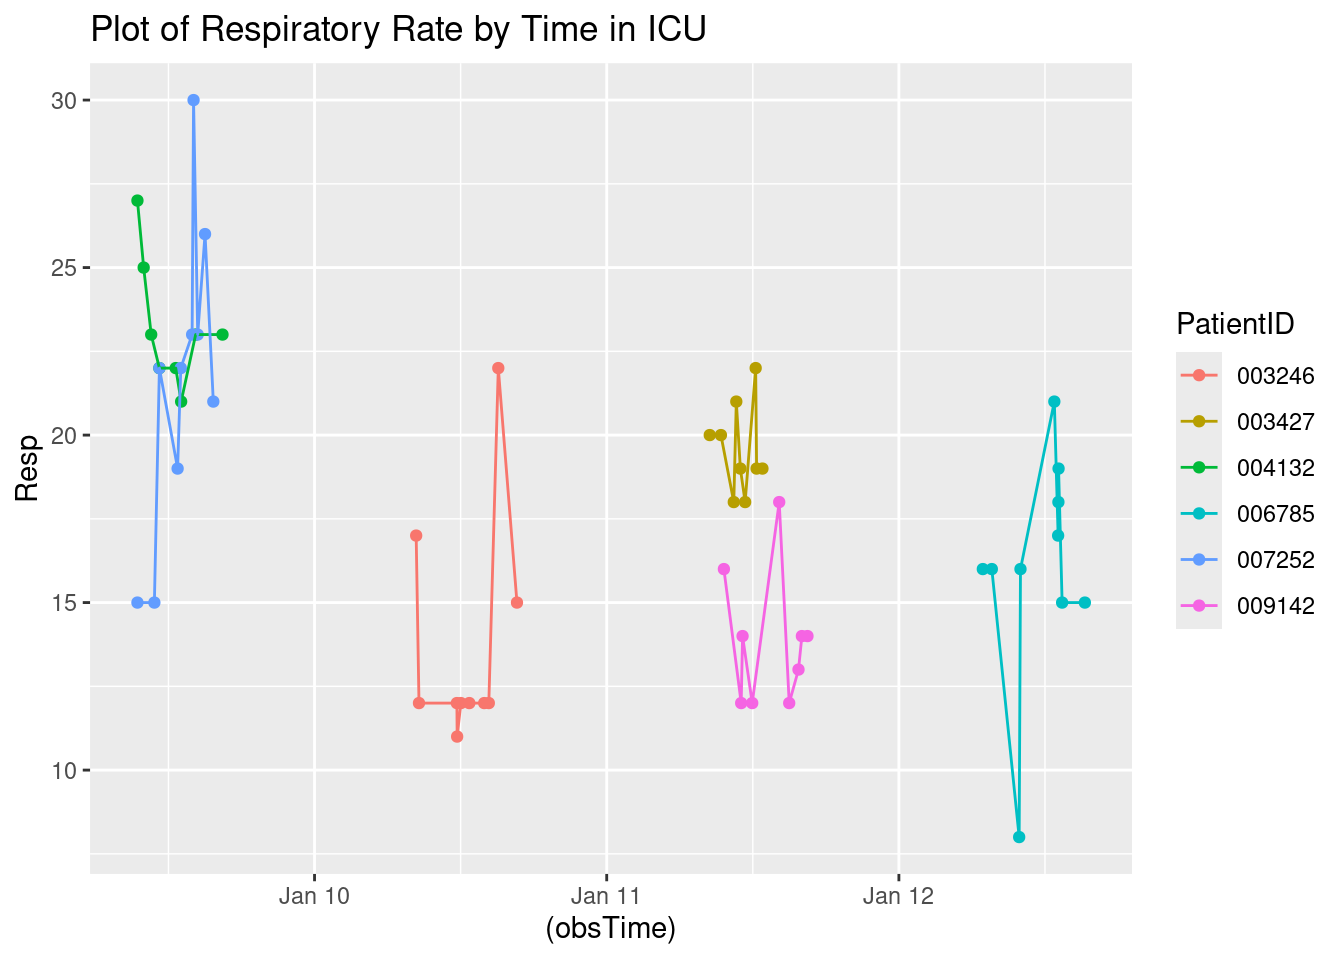 Plot of Respiratory Rate by Time in ICU
30
25
20
15
10
Resp
Jan 10
Jan 11
Jan 12
(obsTime)
PatientID
003246
003427
004132
006785
007252
009142